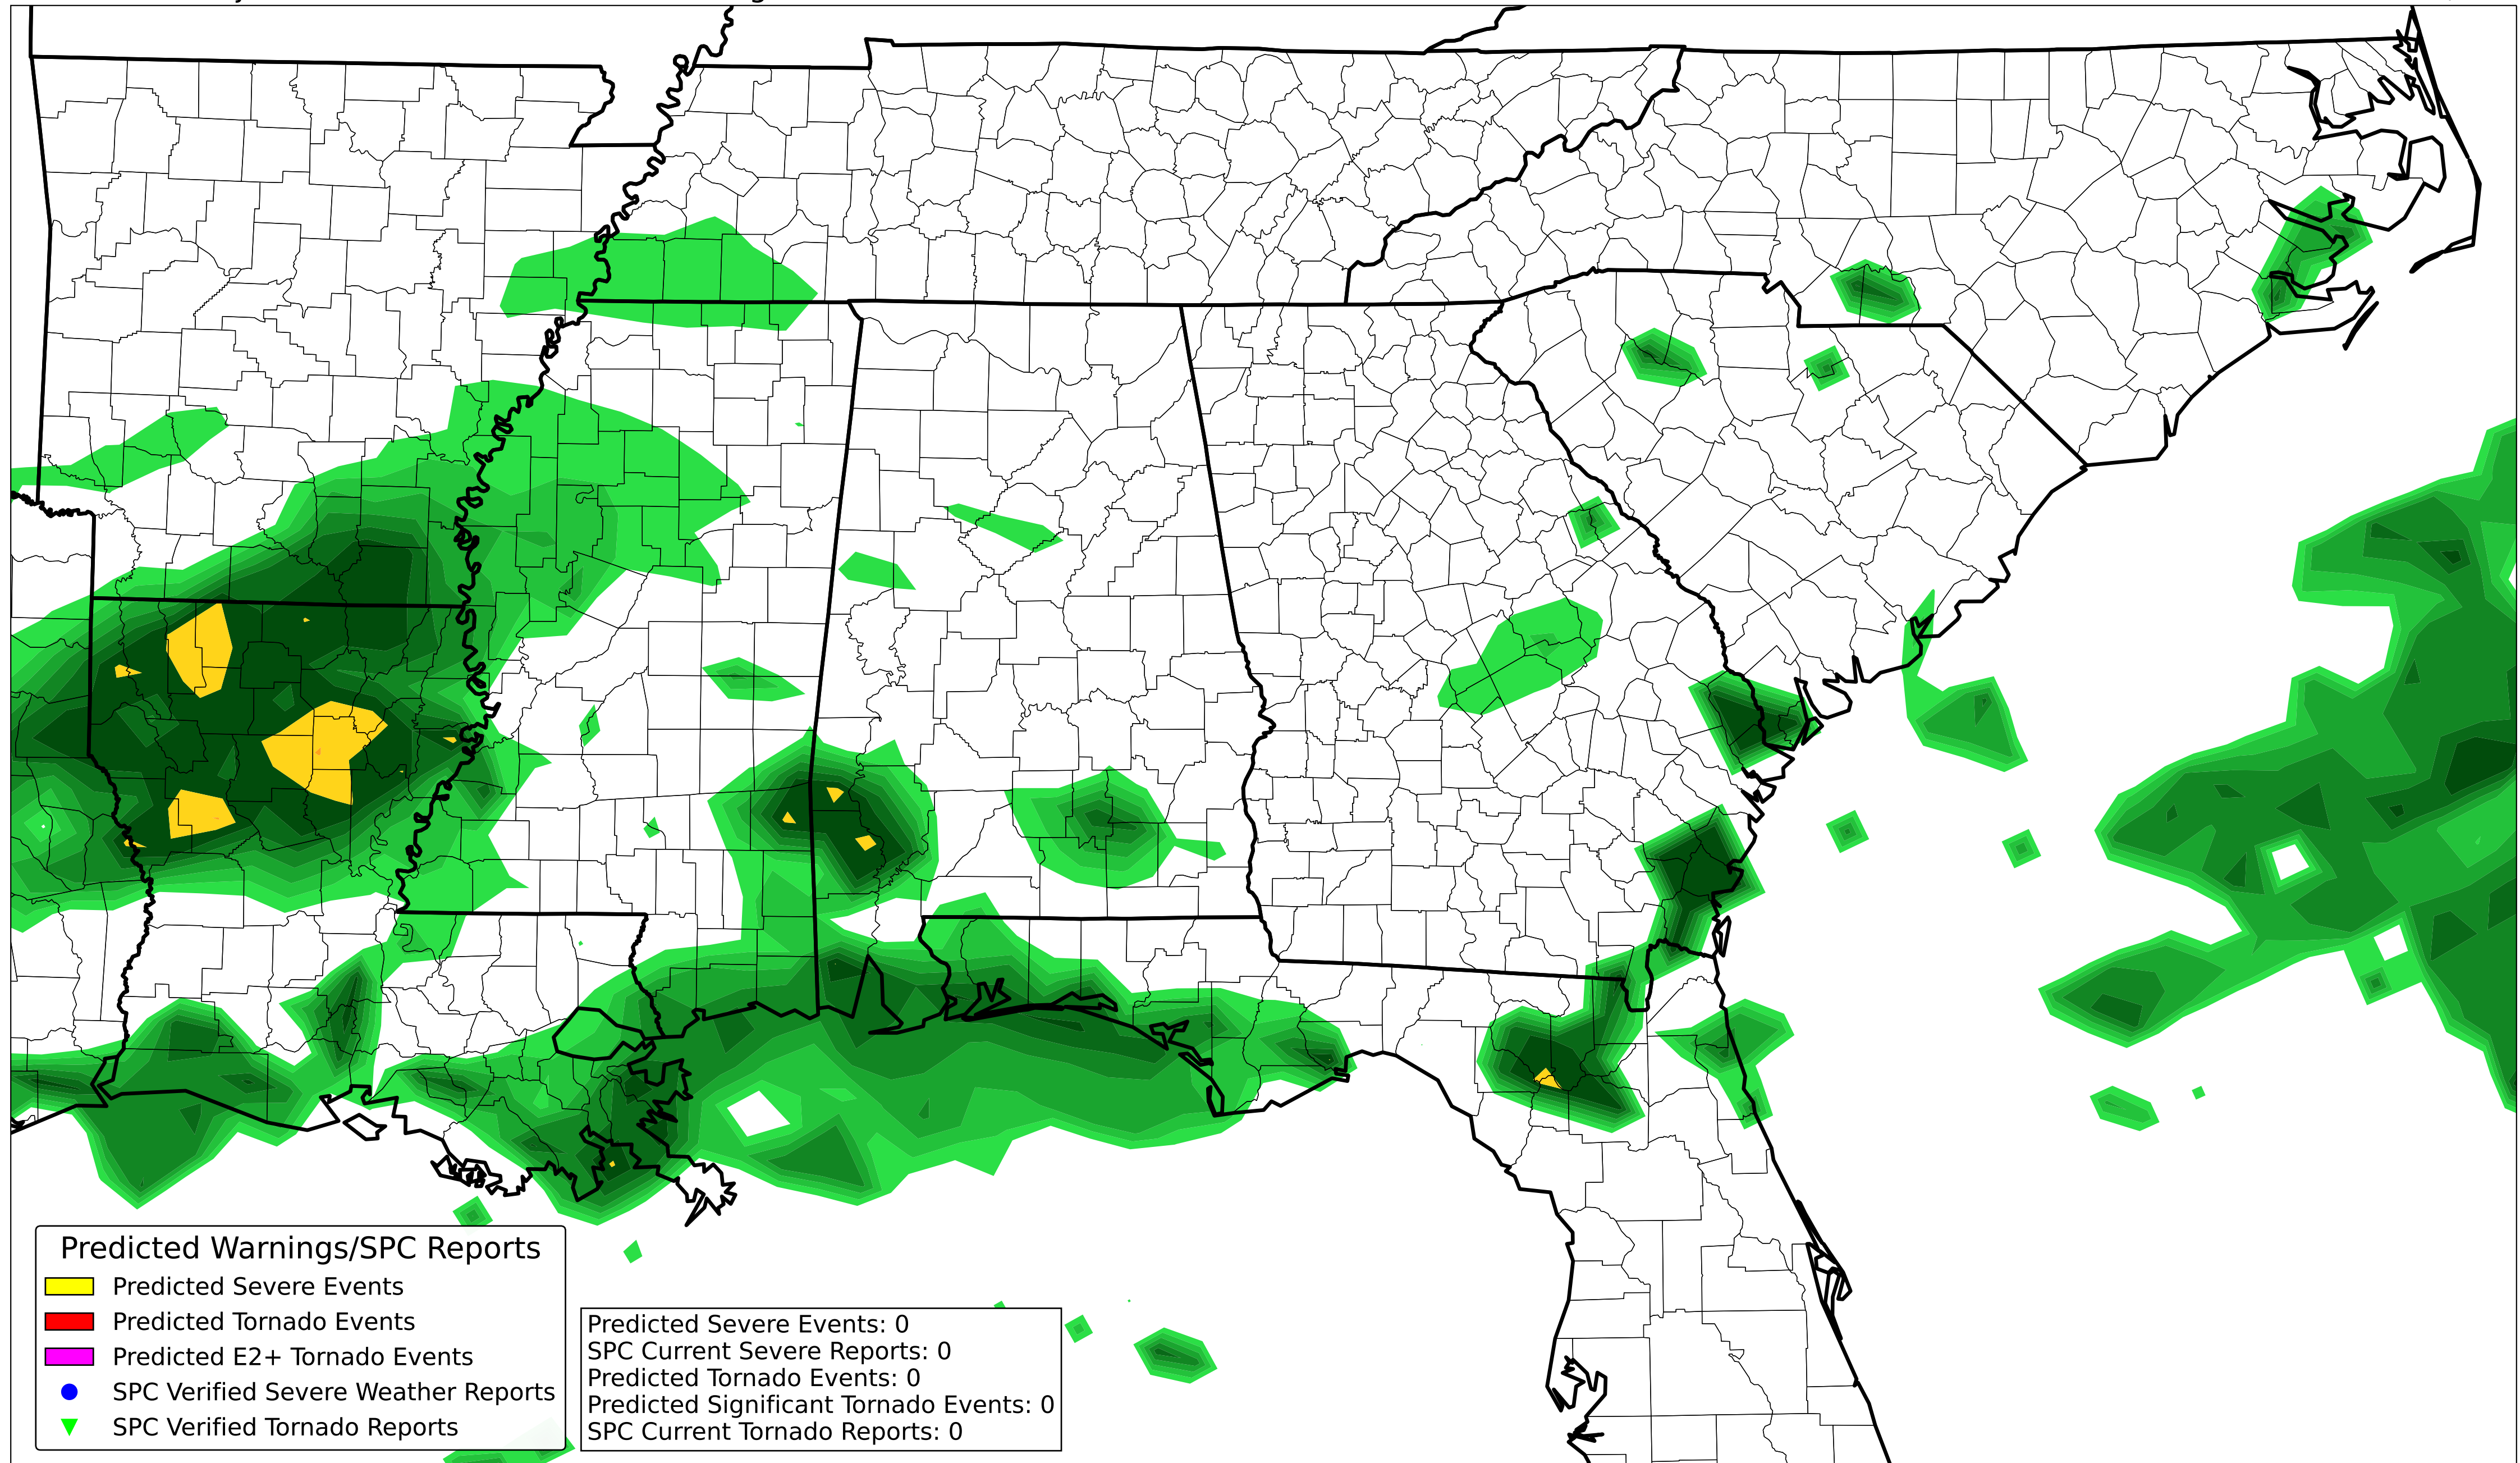 Predicted Warnings/SPC Reports
Predicted Severe Events
Predicted Tornado Events
Predicted E2+ Tornado Events
SPC Verified Severe Weather Reports
SPC Verified Tornado Reports
Predicted Severe Events: 0
SPC Current Severe Reports: 0
Predicted Tornado Events: 0
Predicted Significant Tornado Events: 0
SPC Current Tornado Reports: 0